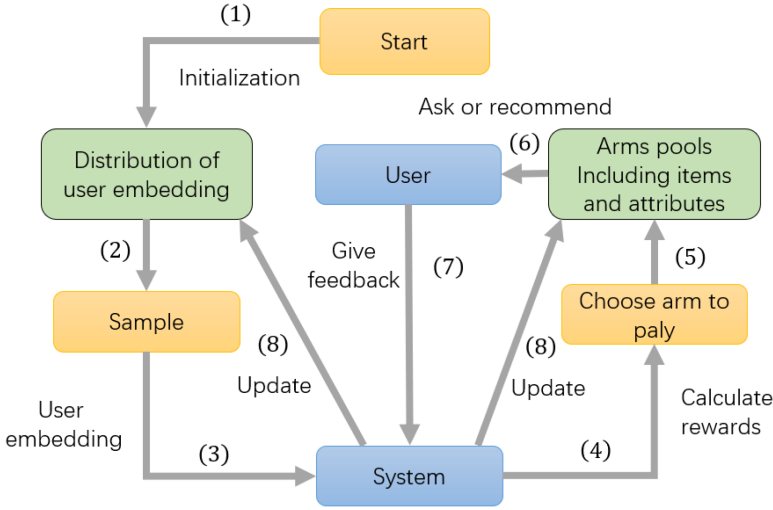 (1)
Start
Initialization
Ask or recommend
(6)
Distribution of
user embedding
User
Arms pools
Including items
and attributes
(2)
Give
feedback
(7)
(5)
Sample
Choose arm to
paly
(8)
Update
(8)
Update
User
embedding
Calculate
rewards
(3)
(4)
System